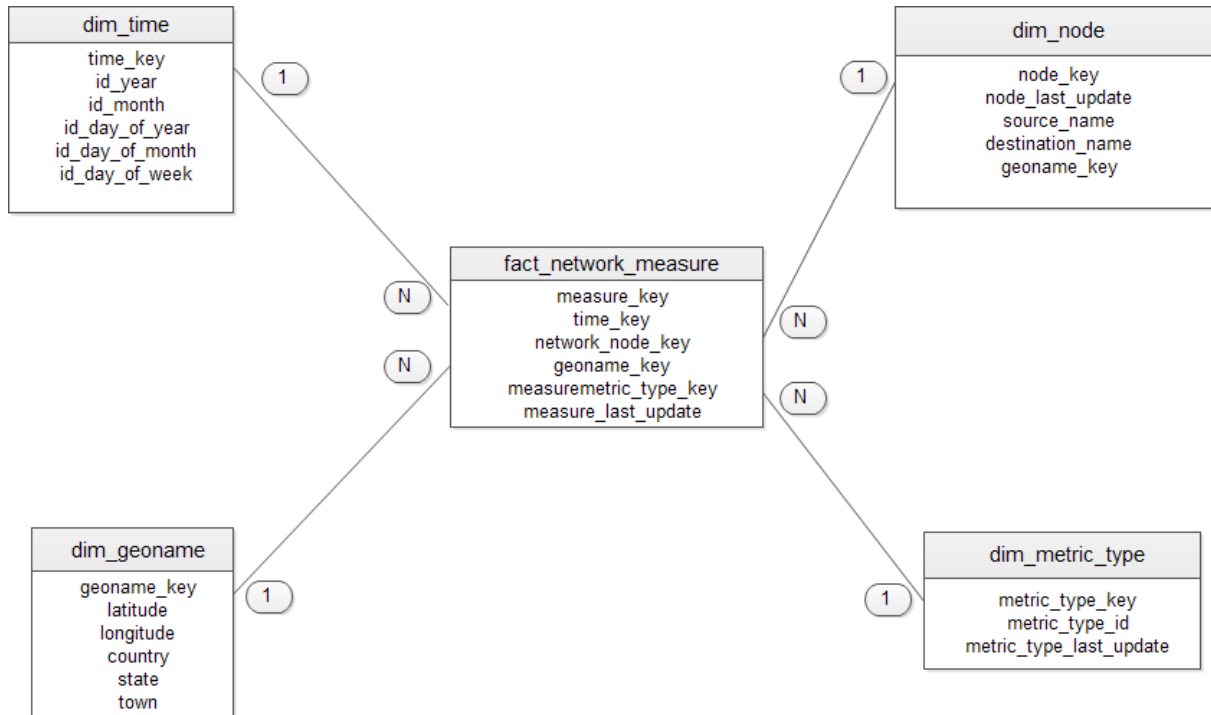 dim_time
time_key
id_year
id_month
id_day_of_year
id_day_of_month
id_day_of_week
1
dim_node
node_key
node_last_update
source_name
destination_name
geoname_key
1
fact_network_measure
measure_key
time_key
network_node_key
geoname_key
measuremetric_type_key
measure_last_update
N
N
N
N
dim_geoname
geoname_key
latitude
longitude
country
state
town
1
dim_metric_type
metric_type_key
metric_type_id
metric_type_last_update
1